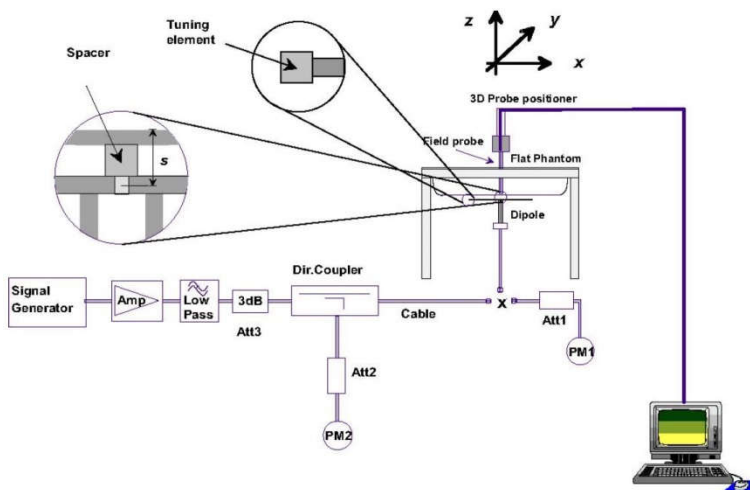 Tuning
element
Spacer
s
z
y
x
3D Probe positioner
Field probe
Flat Phantom
Dipole
Dir.Coupler
Signal
Generator
Amp
Low
Pass
3dB
Att3
Cable
x
Att1
PM1
Att2
PM2